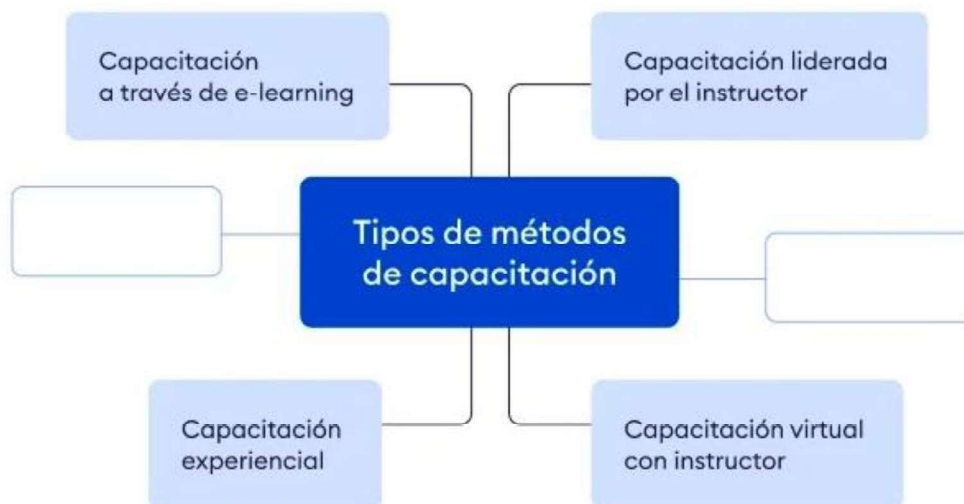 Capacitación
a través de e-learning
Capacitación liderada
por el instructor
Tipos de métodos
de capacitación
Capacitación
experiencial
Capacitación virtual
con instructor